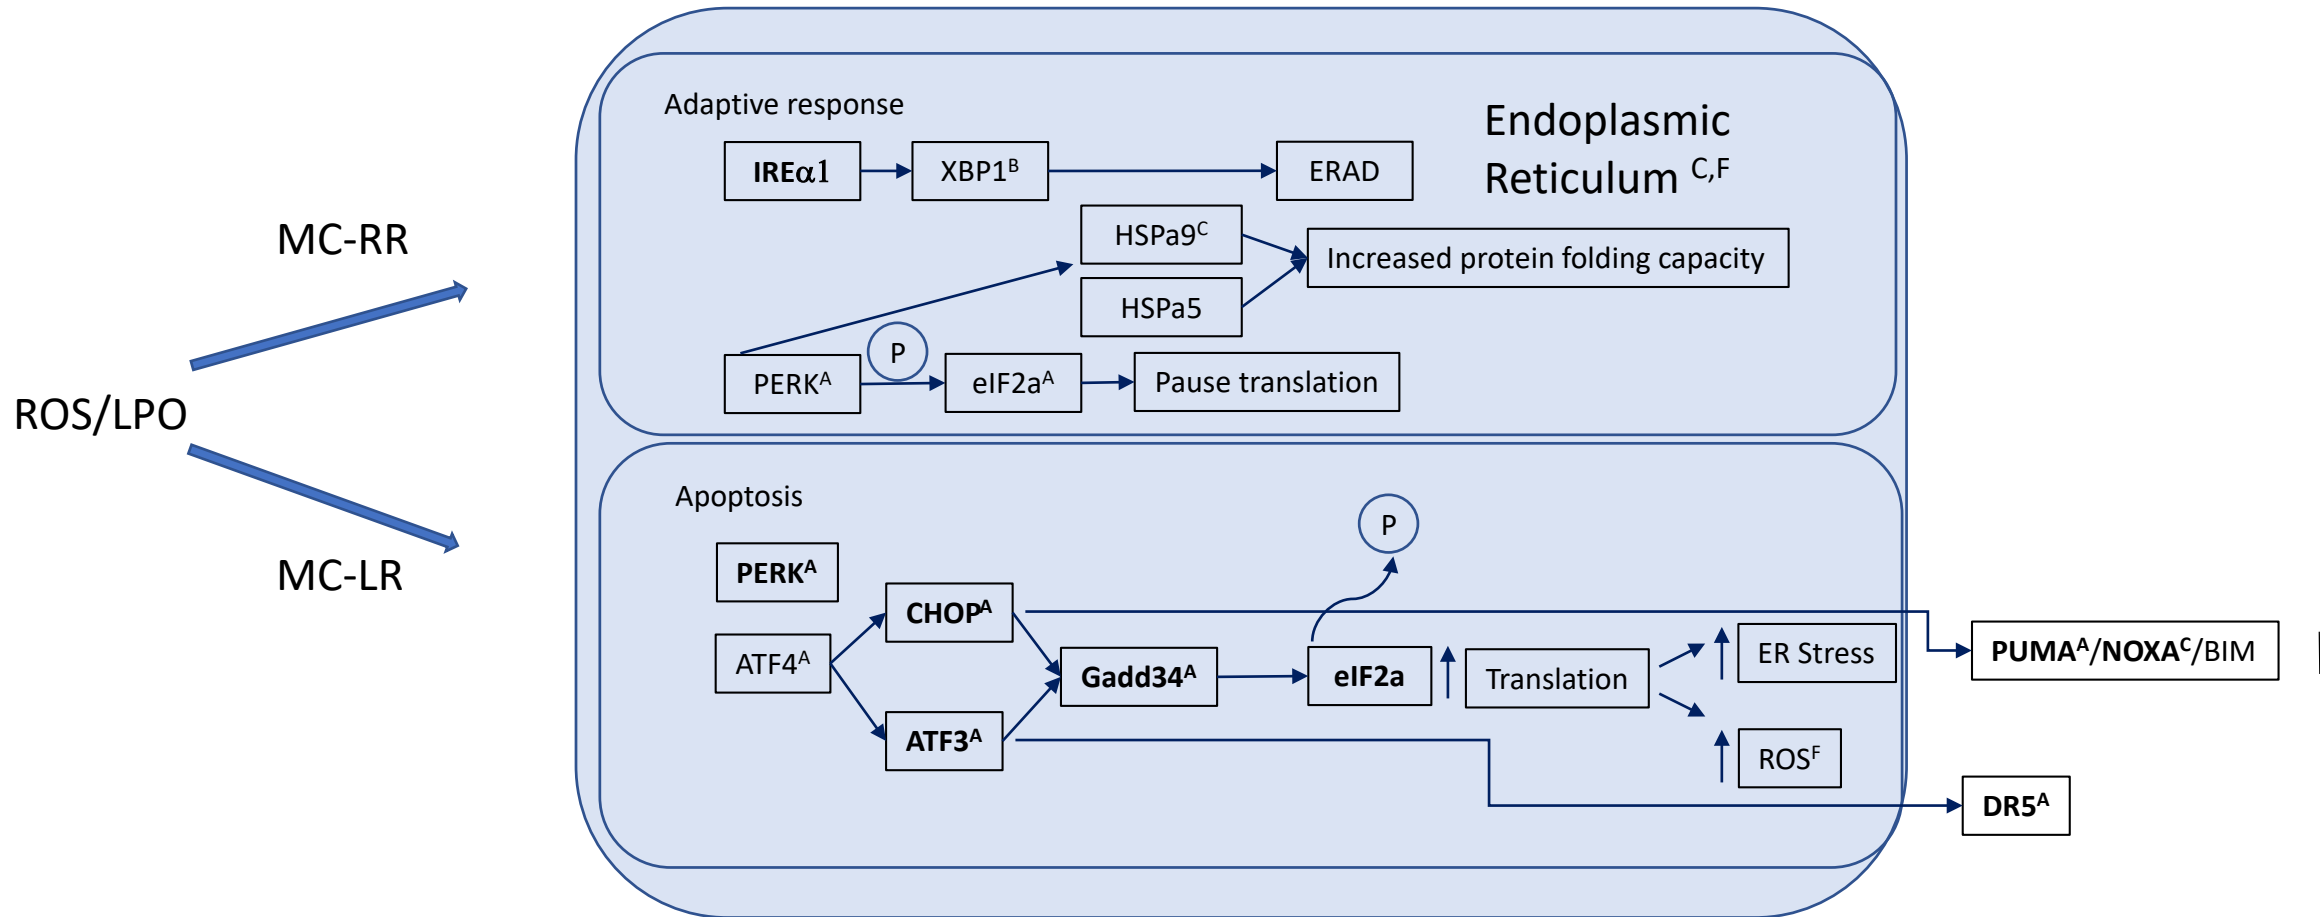 Adaptive response
Endoplasmic
Reticulum C,F
IREα1
XBP1B
ERAD
MC-RR
HSPa9C
Increased protein folding capacity
HSPa5
P
PERKA
eIF2aA
Pause translation
ROS/LPO
Apoptosis
P
MC-LR
PERKA
CHOPA
ATF4A
Gadd34A
eIF2a
Translation
ER Stress
PUMAA/NOXAC/BIM
ATF3A
ROSF
DR5A